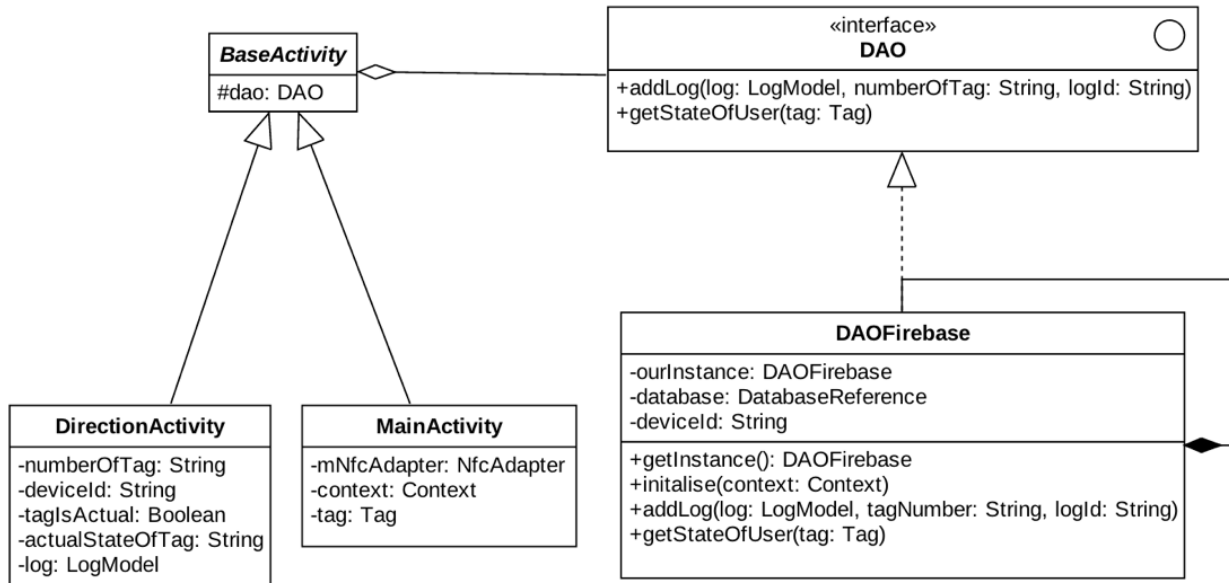 BaseActivity
#dao: DAO
«interface»
DAO
+addLog(log: LogModel, numberOfTag: String, logId: String)
+getStateOfUser(tag: Tag)
DirectionActivity
-numberOfTag: String
-deviceId: String
-tagIsActual: Boolean
-actualStateOfTag: String
-log: LogModel
MainActivity
-mNfcAdapter: NfcAdapter
-context: Context
-tag: Tag
DAOFirebase
-ourInstance: DAOFirebase
-database: DatabaseReference
-deviceId: String
+getInstance(): DAOFirebase
+initalise(context: Context)
+addLog(log: LogModel, tagNumber: String, logId: String)
+getStateOfUser(tag: Tag)